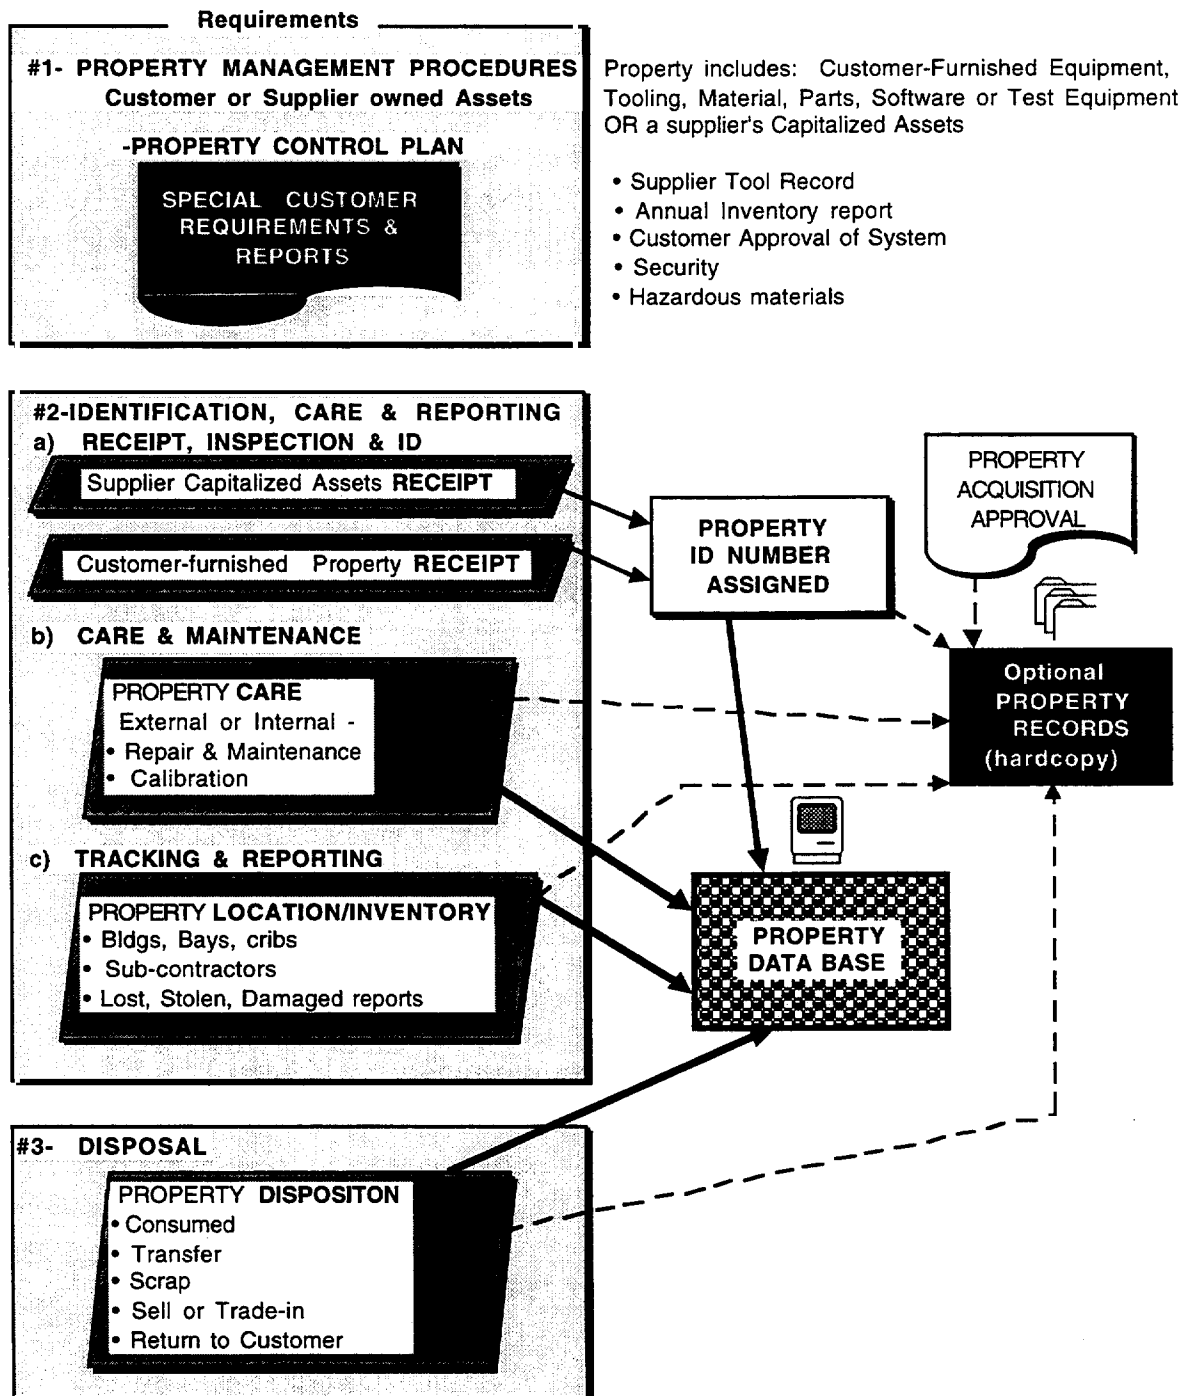 Requirements
#1- PROPERTY MANAGEMENT PROCEDURES
Customer or Supplier owned Assets
-PROPERTY CONTROL PLAN
SPECIAL CUSTOMER
REQUIREMENTS &
REPORTS
Property includes: Customer-Furnished Equipment,
Tooling, Material, Parts, Software or Test Equipment
OR a supplier's Capitalized Assets
• Supplier Tool Record
• Annual Inventory report
• Customer Approval of System
• Security
• Hazardous materials
#2-IDENTIFICATION, CARE & REPORTING
a) RECEIPT, INSPECTION & ID
Supplier Capitalized Assets RECEIPT
Customer-furnished Property RECEIPT
PROPERTY
ID NUMBER
ASSIGNED
PROPERTY
ACQUISITION
APPROVAL
b) CARE & MAINTENANCE
PROPERTY CARE
External or Internal -
• Repair & Maintenance
• Calibration
Optional
PROPERTY
RECORDS
(hardcopy)
c) TRACKING & REPORTING
PROPERTY LOCATION/INVENTORY
• Bldgs, Bays, cribs
• Sub-contractors
• Lost, Stolen, Damaged reports
PROPERTY
DATA BASE
#3- DISPOSAL
PROPERTY DISPOSITON
• Consumed
• Transfer
• Scrap
• Sell or Trade-in
• Return to Customer